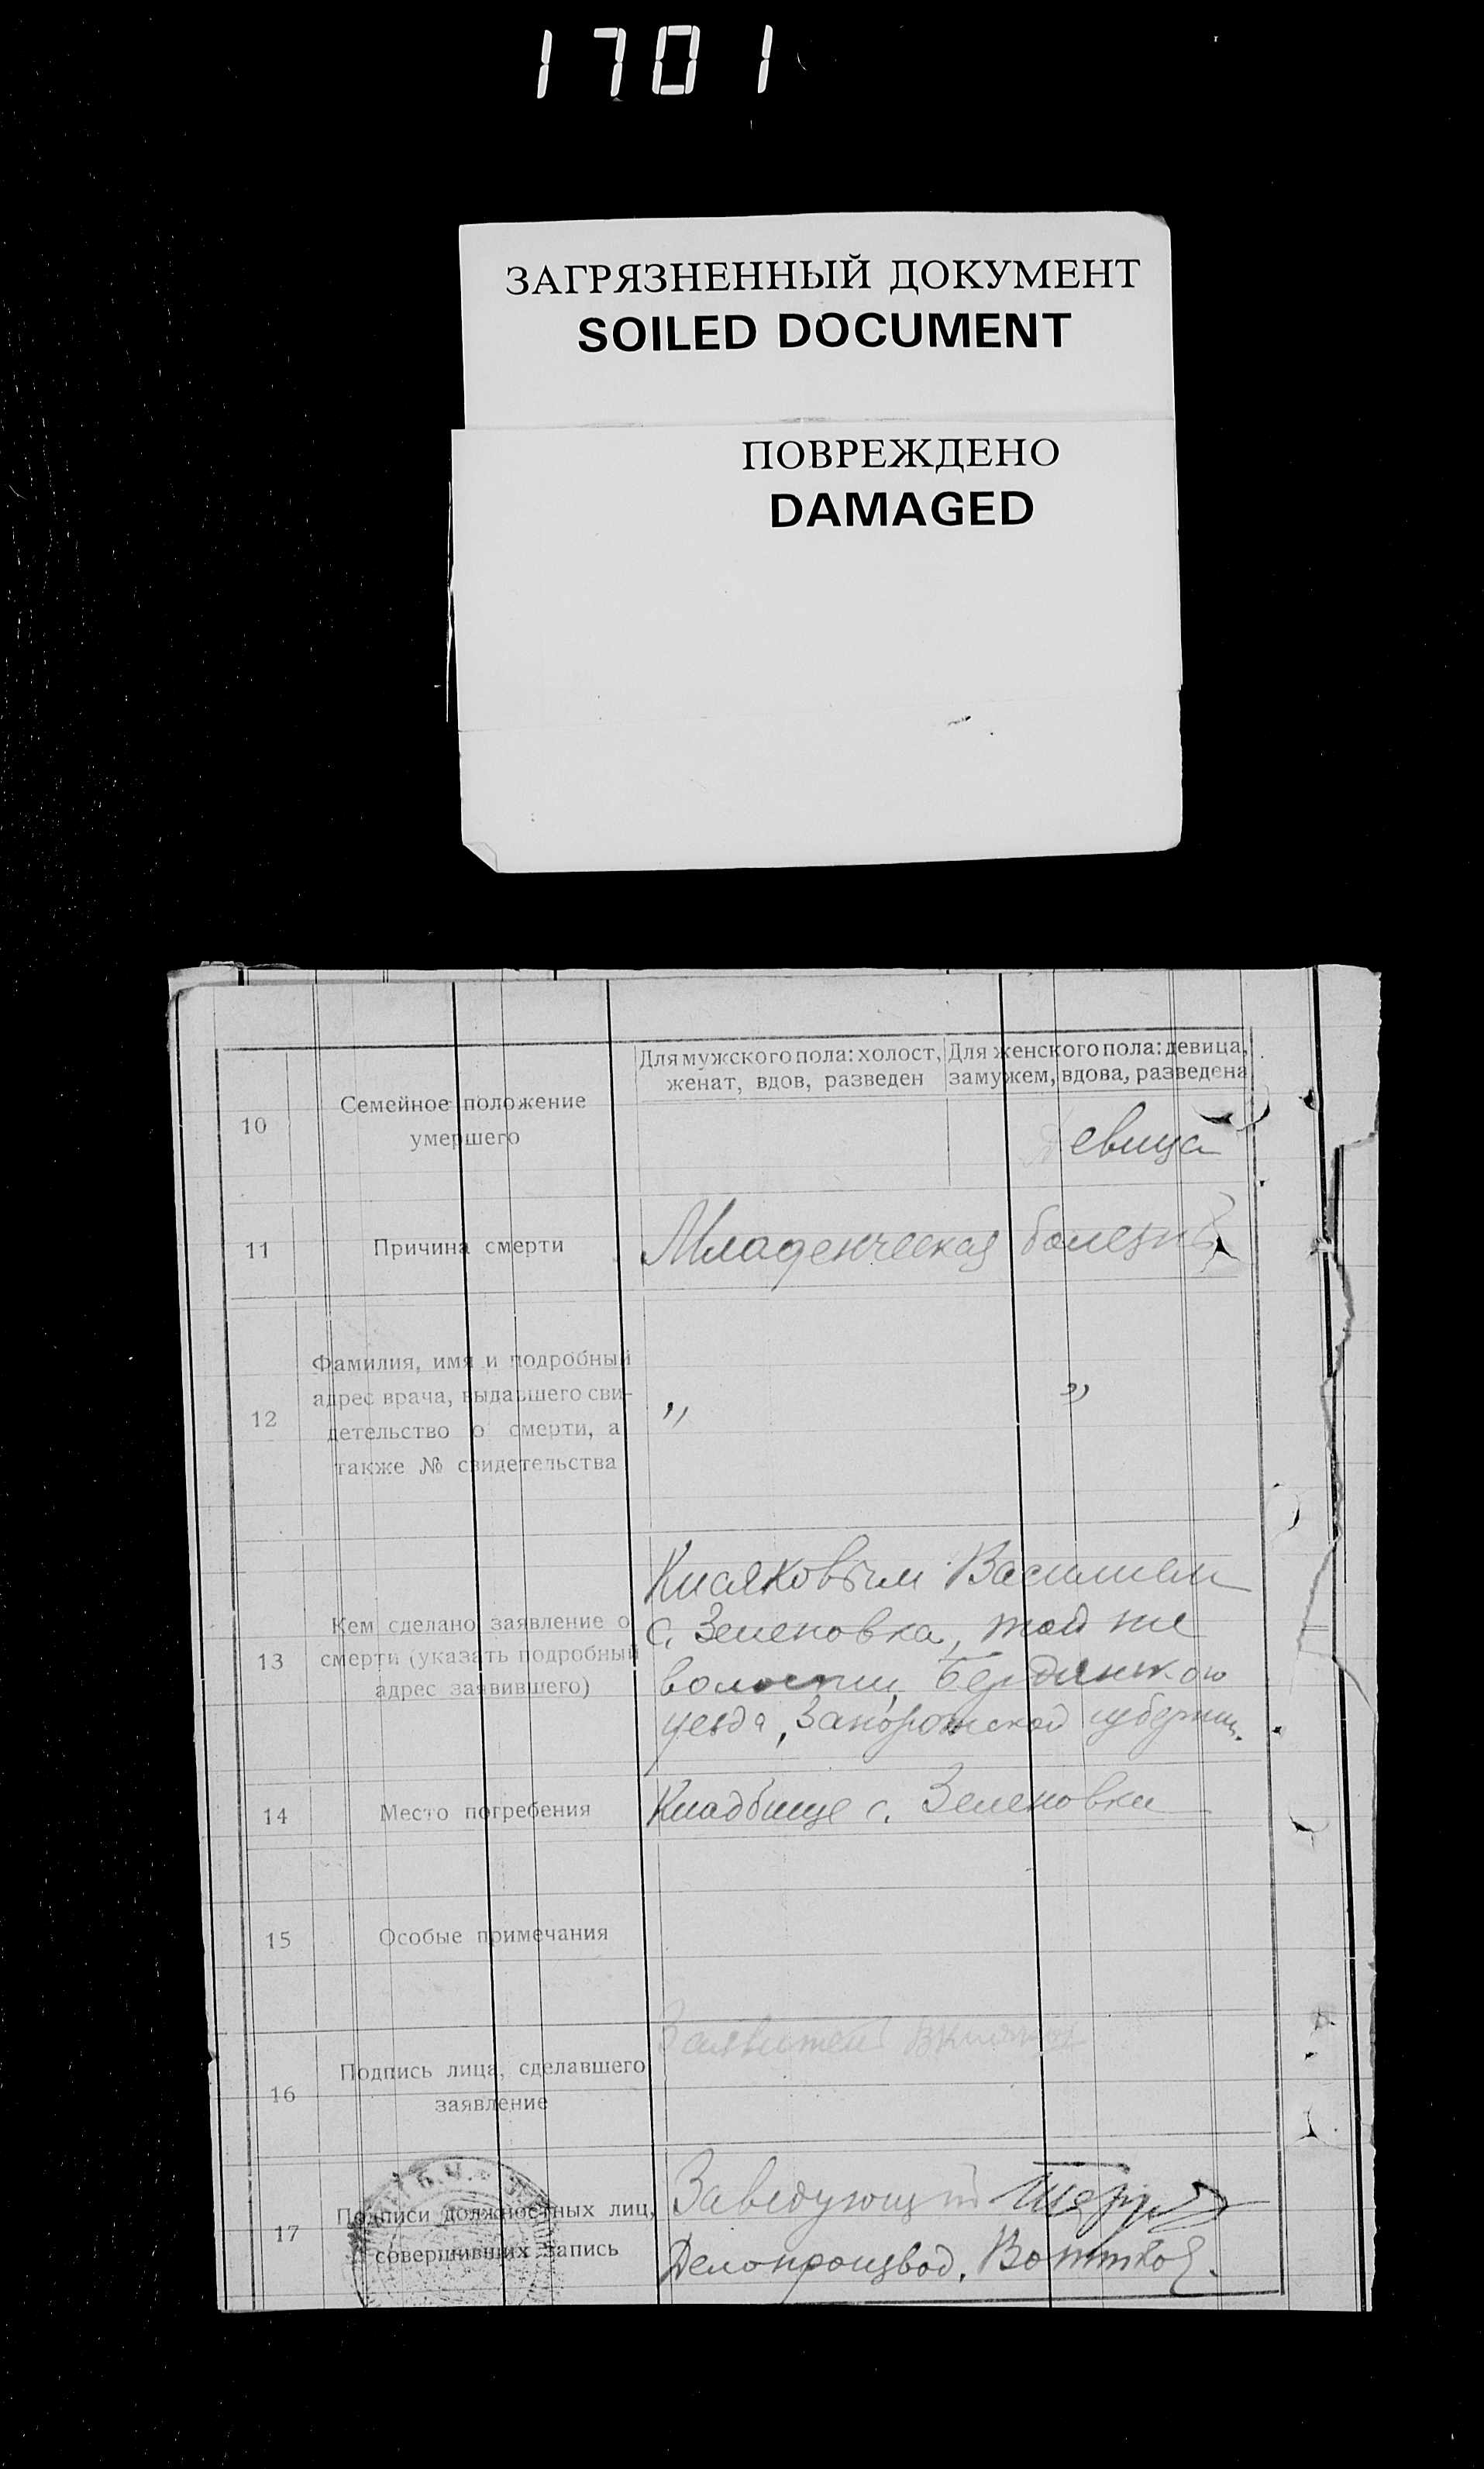 1701
ЗАГРЯЗНЕННЫЙ ДОКУМЕНТ
SOILED DOCUMENT
ПОВРЕЖДЕНО
DAMAGED
Для мужского пола: холост, женат, вдов, разведен
Для женского пола: девица, замужем, вдова, разведена
10
Семейное положение
умершего
девица
11
Причина смерти
Младенческая болезнь
12
Фамилия, имя и подробный
адрес врача, выдавшего сви-
детельство о смерти, а
также № свидетельства
„ „
13
Кем сделано заявление о
смерти (указать подробный
адрес заявившего)
Василием
с. Зеленовка, той же
волости, Бердянского
уезда, Запорожской губернии.
14
Место погребения
Кладбище с. Зеленовки
15
Особые примечания
16
Подпись лица, сделавшего
заявление
Заявитель
17
Подписи должностных лиц,
совершивших запись
Заведующий
Делопроизвод.